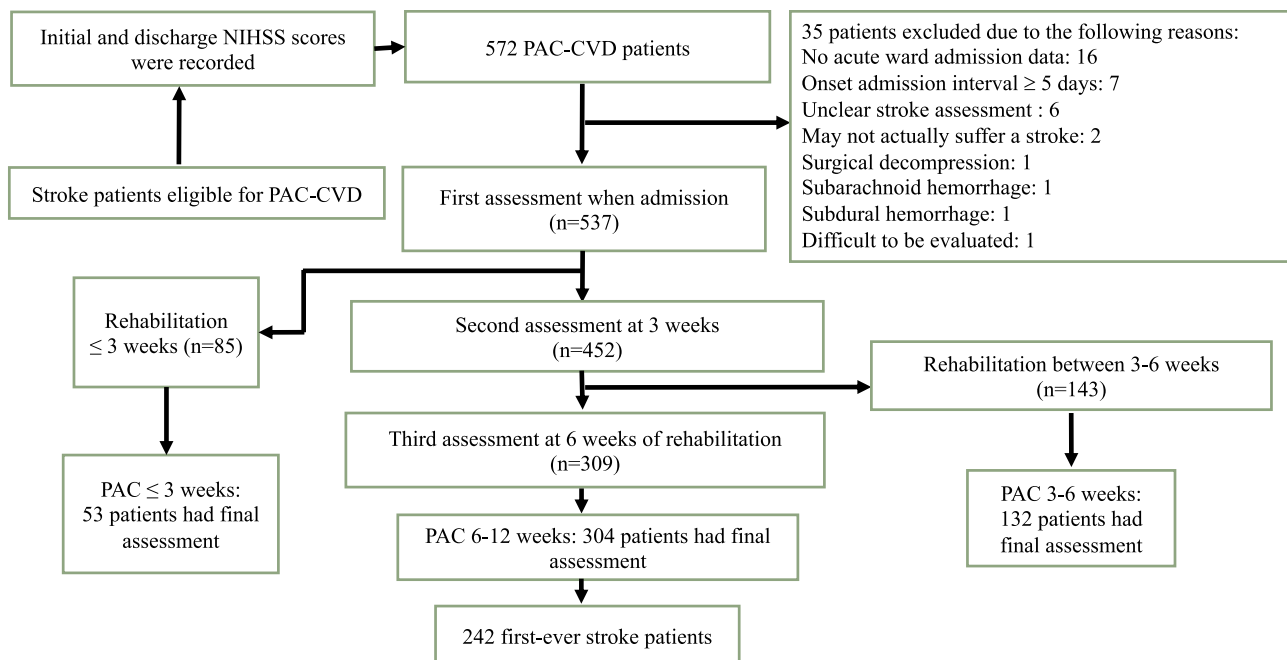 Initial and discharge NIHSS scores
were recorded
572 PAC-CVD patients
35 patients excluded due to the following reasons:
No acute ward admission data: 16
Onset admission interval ≥ 5 days: 7
Unclear stroke assessment : 6
May not actually suffer a stroke: 2
Surgical decompression: 1
Subarachnoid hemorrhage: 1
Subdural hemorrhage: 1
Difficult to be evaluated: 1
Stroke patients eligible for PAC-CVD
First assessment when admission
(n=537)
Rehabilitation
≤ 3 weeks (n=85)
Second assessment at 3 weeks
(n=452)
Rehabilitation between 3-6 weeks
(n=143)
Third assessment at 6 weeks of rehabilitation
(n=309)
PAC ≤ 3 weeks:
53 patients had final
assessment
PAC 6-12 weeks: 304 patients had final
assessment
PAC 3-6 weeks:
132 patients had
final assessment
242 first-ever stroke patients